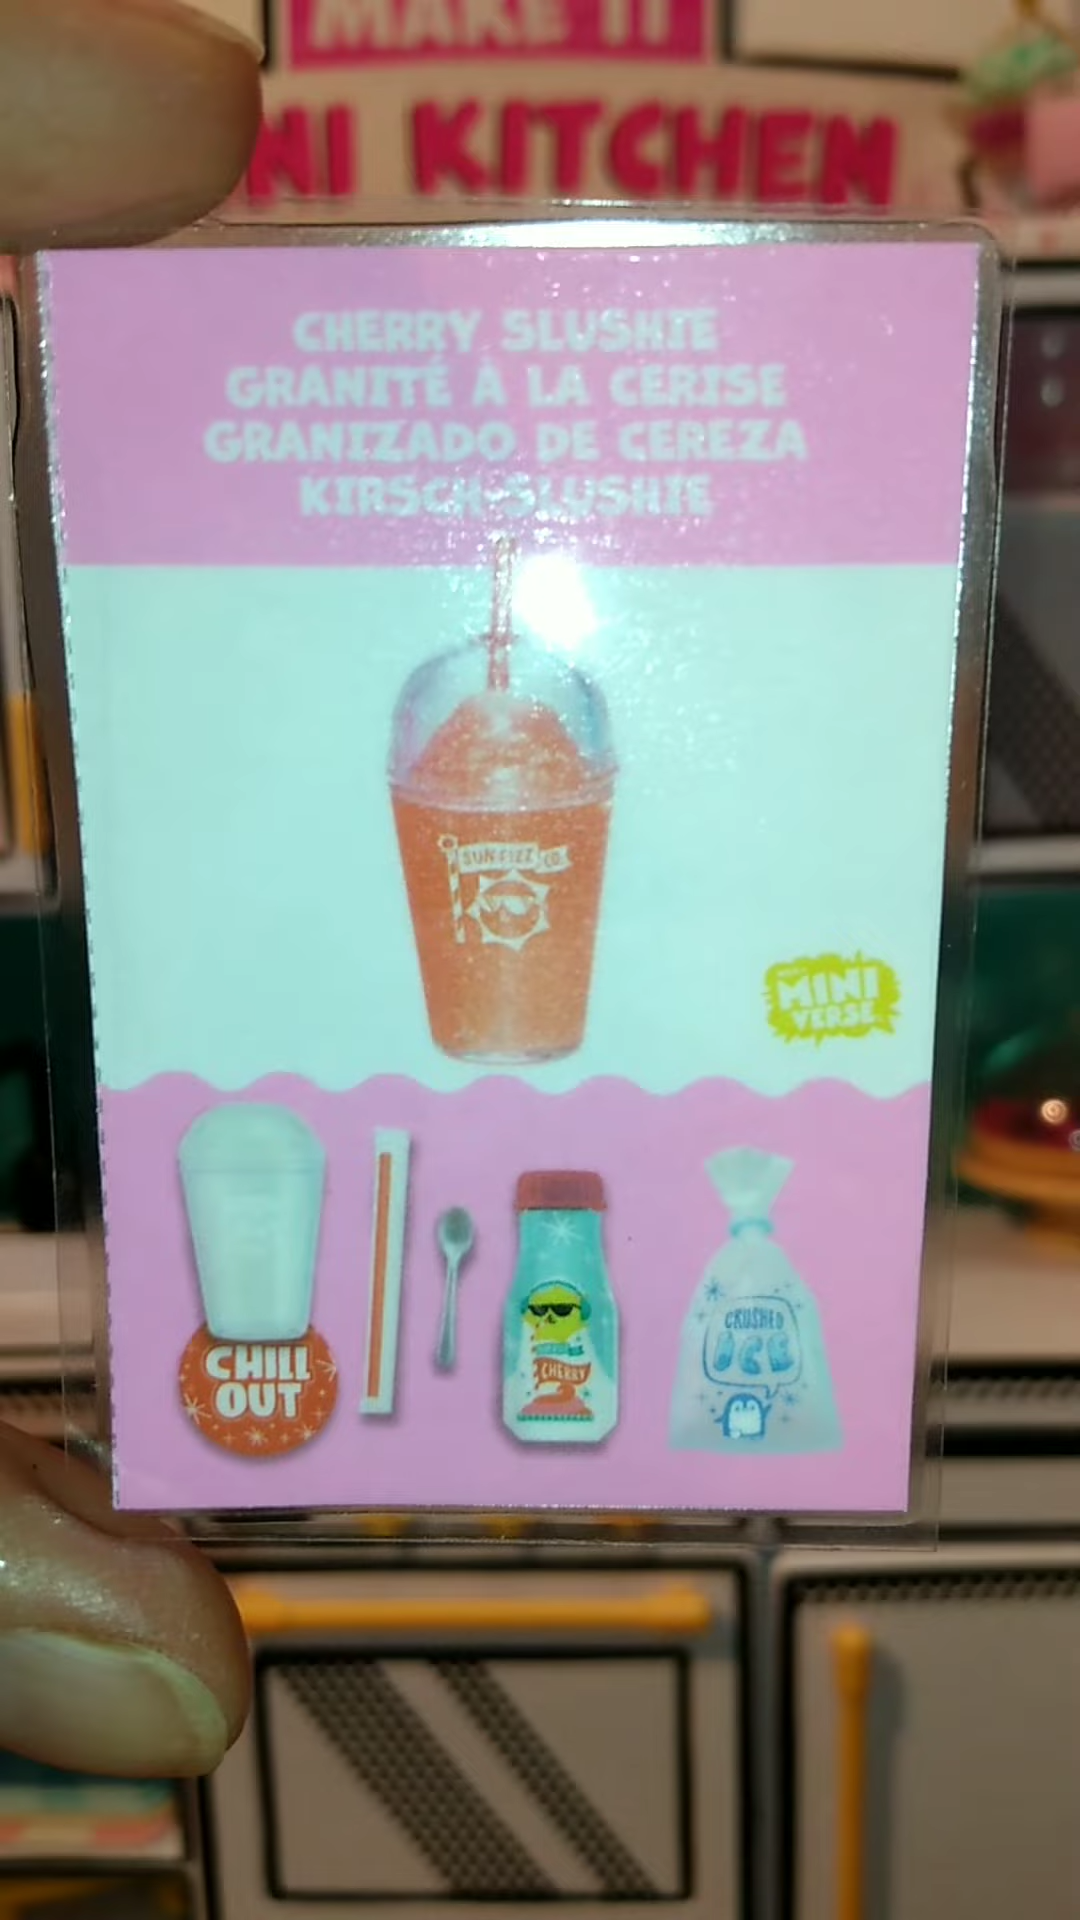 MAKE IT
NI KITCHEN
CHERRY SLUSHIE
GRANITÉ À LA CERISE
GRANIZADO DE CEREZA
KIRSCH-SLUSHIE
SUN FIZZ CO.
MINI
VERSE
CHILL
OUT
CHERRY
CRUSHED
ICE